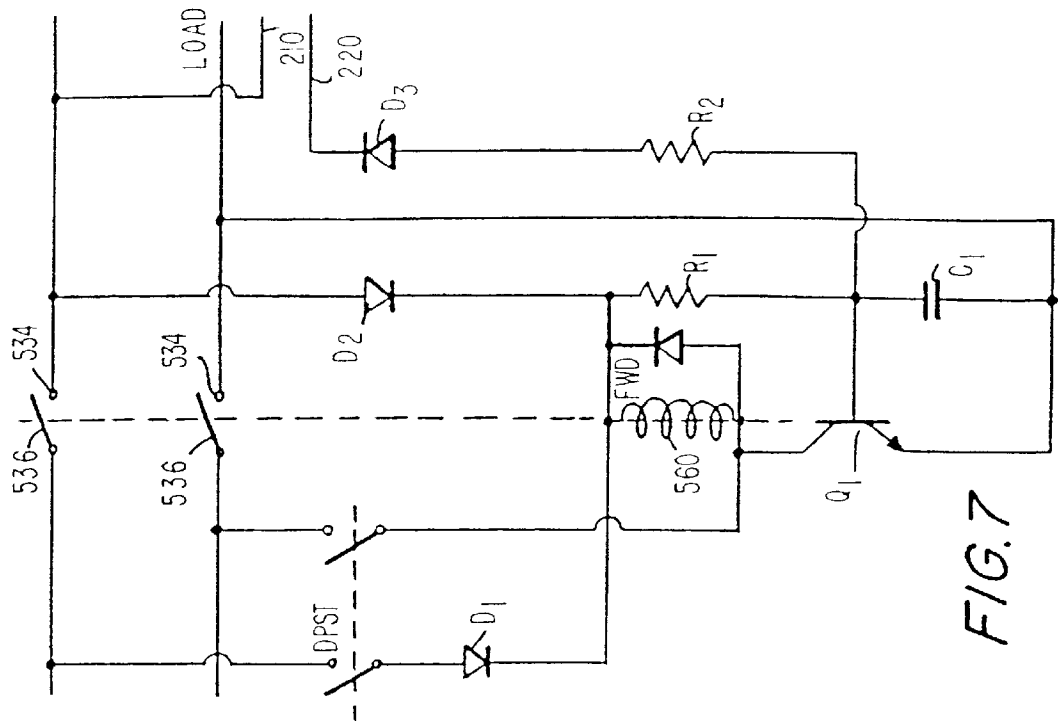 536
534
536
534
LOAD
210
220
DPST
D1
D2
D3
FWD
560
R1
R2
Q1
C1
FIG. 7